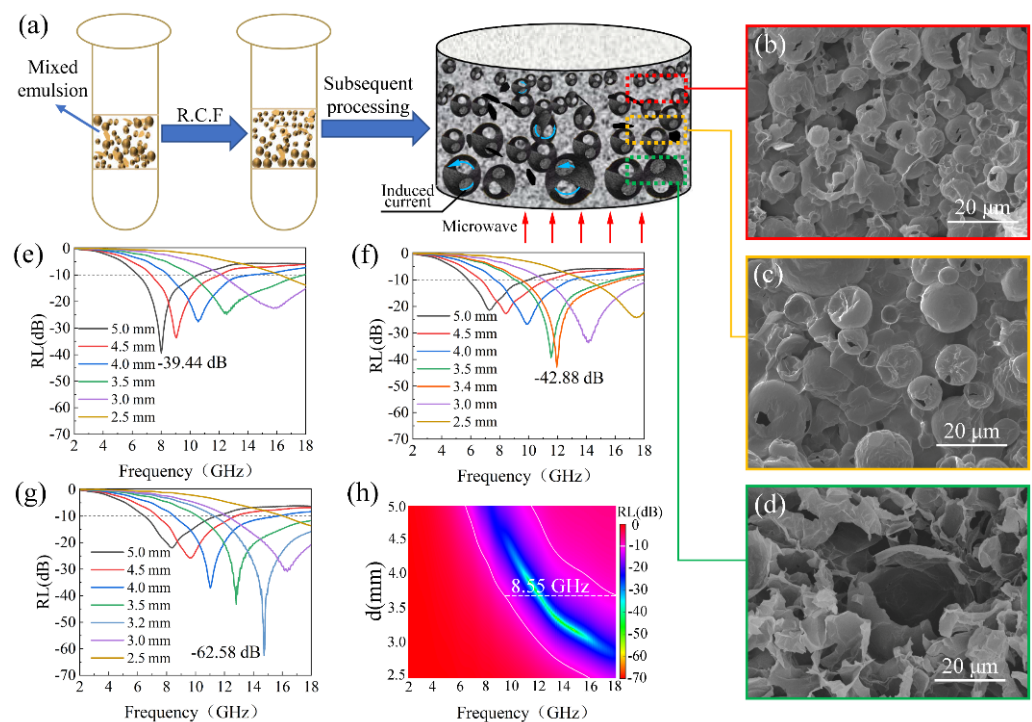 (a)
Mixed
emulsion
R.C.F
Subsequent
processing
Induced
current
Microwave
(b)
20 μm
(c)
20 μm
(d)
20 μm
(e)
RL(dB)
0
-10
-20
-30
-40
-50
-60
-70
5.0 mm
4.5 mm
4.0 mm
3.5 mm
3.0 mm
2.5 mm
-39.44 dB
2 4 6 8 10 12 14 16 18
Frequency（GHz）
(f)
RL(dB)
0
-10
-20
-30
-40
-50
-60
-70
5.0 mm
4.5 mm
4.0 mm
3.5 mm
3.4 mm
3.0 mm
2.5 mm
-42.88 dB
2 4 6 8 10 12 14 16 18
Frequency（GHz）
(g)
RL(dB)
0
-10
-20
-30
-40
-50
-60
-70
5.0 mm
4.5 mm
4.0 mm
3.5 mm
3.2 mm
3.0 mm
2.5 mm
-62.58 dB
2 4 6 8 10 12 14 16 18
Frequency（GHz）
(h)
d(mm)
5.0
4.5
4.0
3.5
3.0
2.5
8.55 GHz
2 4 6 8 10 12 14 16 18
Frequency（GHz）
RL(dB)
0
-10
-20
-30
-40
-50
-60
-70